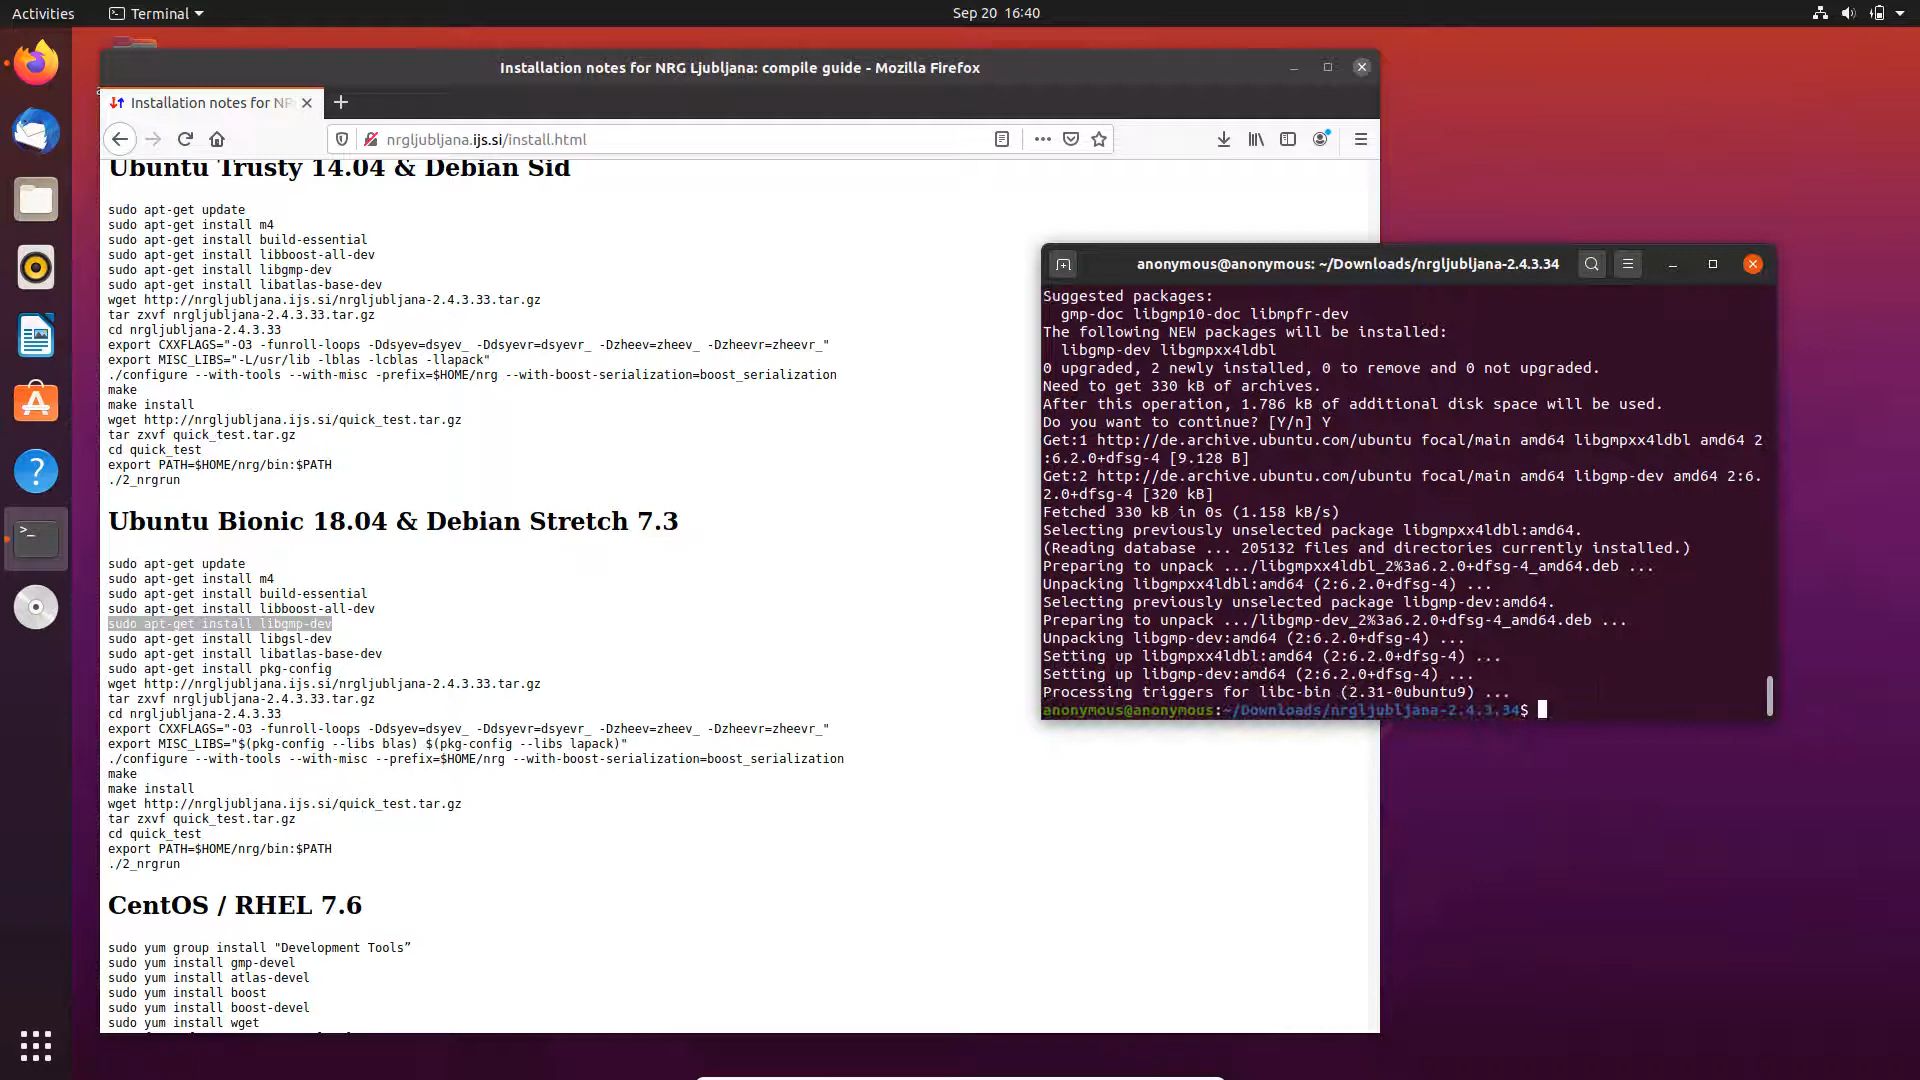 Activities
Terminal
Sep 20 16:40
Installation notes for NRG Ljubljana: compile guide - Mozilla Firefox
Installation notes for NR
nrgljubljana.ijs.si/install.html
Ubuntu Trusty 14.04 & Debian Sid
sudo apt-get update
sudo apt-get install m4
sudo apt-get install build-essential
sudo apt-get install libboost-all-dev
sudo apt-get install libgmp-dev
sudo apt-get install libatlas-base-dev
wget http://nrgljubljana.ijs.si/nrgljubljana-2.4.3.33.tar.gz
tar zxvf nrgljubljana-2.4.3.33.tar.gz
cd nrgljubljana-2.4.3.33
export CXXFLAGS="-O3 -funroll-loops -Ddsyev=dsyev_ -Ddsyevr=dsyevr_ -Dzheev=zheev_ -Dzheevr=zheevr_"
export MISC_LIBS="-L/usr/lib -lblas -lcblas -llapack"
./configure --with-tools --with-misc -prefix=$HOME/nrg --with-boost-serialization=boost_serialization
make
make install
wget http://nrgljubljana.ijs.si/quick_test.tar.gz
tar zxvf quick_test.tar.gz
cd quick_test
export PATH=$HOME/nrg/bin:$PATH
./2_nrgrun
Ubuntu Bionic 18.04 & Debian Stretch 7.3
sudo apt-get update
sudo apt-get install m4
sudo apt-get install build-essential
sudo apt-get install libboost-all-dev
sudo apt-get install libgmp-dev
sudo apt-get install libgsl-dev
sudo apt-get install libatlas-base-dev
sudo apt-get install pkg-config
wget http://nrgljubljana.ijs.si/nrgljubljana-2.4.3.33.tar.gz
tar zxvf nrgljubljana-2.4.3.33.tar.gz
cd nrgljubljana-2.4.3.33
export CXXFLAGS="-O3 -funroll-loops -Ddsyev=dsyev_ -Ddsyevr=dsyevr_ -Dzheev=zheev_ -Dzheevr=zheevr_"
export MISC_LIBS="$(pkg-config --libs blas) $(pkg-config --libs lapack)"
./configure --with-tools --with-misc --prefix=$HOME/nrg --with-boost-serialization=boost_serialization
make
make install
wget http://nrgljubljana.ijs.si/quick_test.tar.gz
tar zxvf quick_test.tar.gz
cd quick_test
export PATH=$HOME/nrg/bin:$PATH
./2_nrgrun
CentOS / RHEL 7.6
sudo yum group install "Development Tools”
sudo yum install gmp-devel
sudo yum install atlas-devel
sudo yum install boost
sudo yum install boost-devel
sudo yum install wget
anonymous@anonymous: ~/Downloads/nrgljubljana-2.4.3.34
Suggested packages:
gmp-doc libgmp10-doc libmpfr-dev
The following NEW packages will be installed:
libgmp-dev libgmpxx4ldbl
0 upgraded, 2 newly installed, 0 to remove and 0 not upgraded.
Need to get 330 kB of archives.
After this operation, 1.786 kB of additional disk space will be used.
Do you want to continue? [Y/n] Y
Get:1 http://de.archive.ubuntu.com/ubuntu focal/main amd64 libgmpxx4ldbl amd64 2
:6.2.0+dfsg-4 [9.128 B]
Get:2 http://de.archive.ubuntu.com/ubuntu focal/main amd64 libgmp-dev amd64 2:6.
2.0+dfsg-4 [320 kB]
Fetched 330 kB in 0s (1.158 kB/s)
Selecting previously unselected package libgmpxx4ldbl:amd64.
(Reading database ... 205132 files and directories currently installed.)
Preparing to unpack .../libgmpxx4ldbl_2%3a6.2.0+dfsg-4_amd64.deb ...
Unpacking libgmpxx4ldbl:amd64 (2:6.2.0+dfsg-4) ...
Selecting previously unselected package libgmp-dev:amd64.
Preparing to unpack .../libgmp-dev_2%3a6.2.0+dfsg-4_amd64.deb ...
Unpacking libgmp-dev:amd64 (2:6.2.0+dfsg-4) ...
Setting up libgmpxx4ldbl:amd64 (2:6.2.0+dfsg-4) ...
Setting up libgmp-dev:amd64 (2:6.2.0+dfsg-4) ...
Processing triggers for libc-bin (2.31-0ubuntu9) ...
anonymous@anonymous:~/Downloads/nrgljubljana-2.4.3.34$